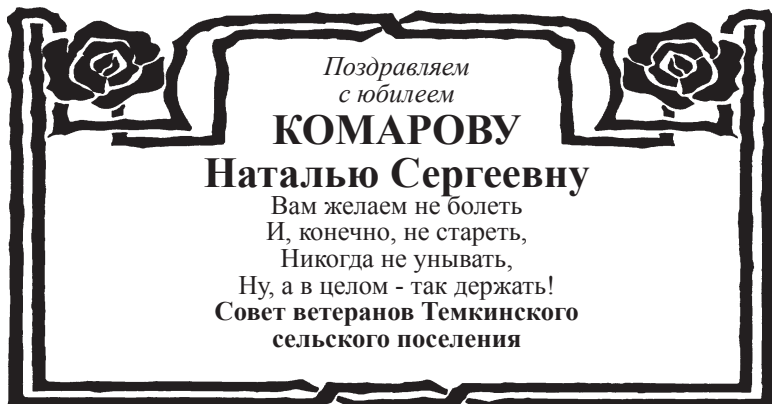 Поздравляем
с юбилеем
КОМАРОВУ
Наталью Сергеевну
Вам желаем не болеть
И, конечно, не стареть,
Никогда не унывать,
Ну, а в целом - так держать!
Совет ветеранов Темкинского
сельского поселения